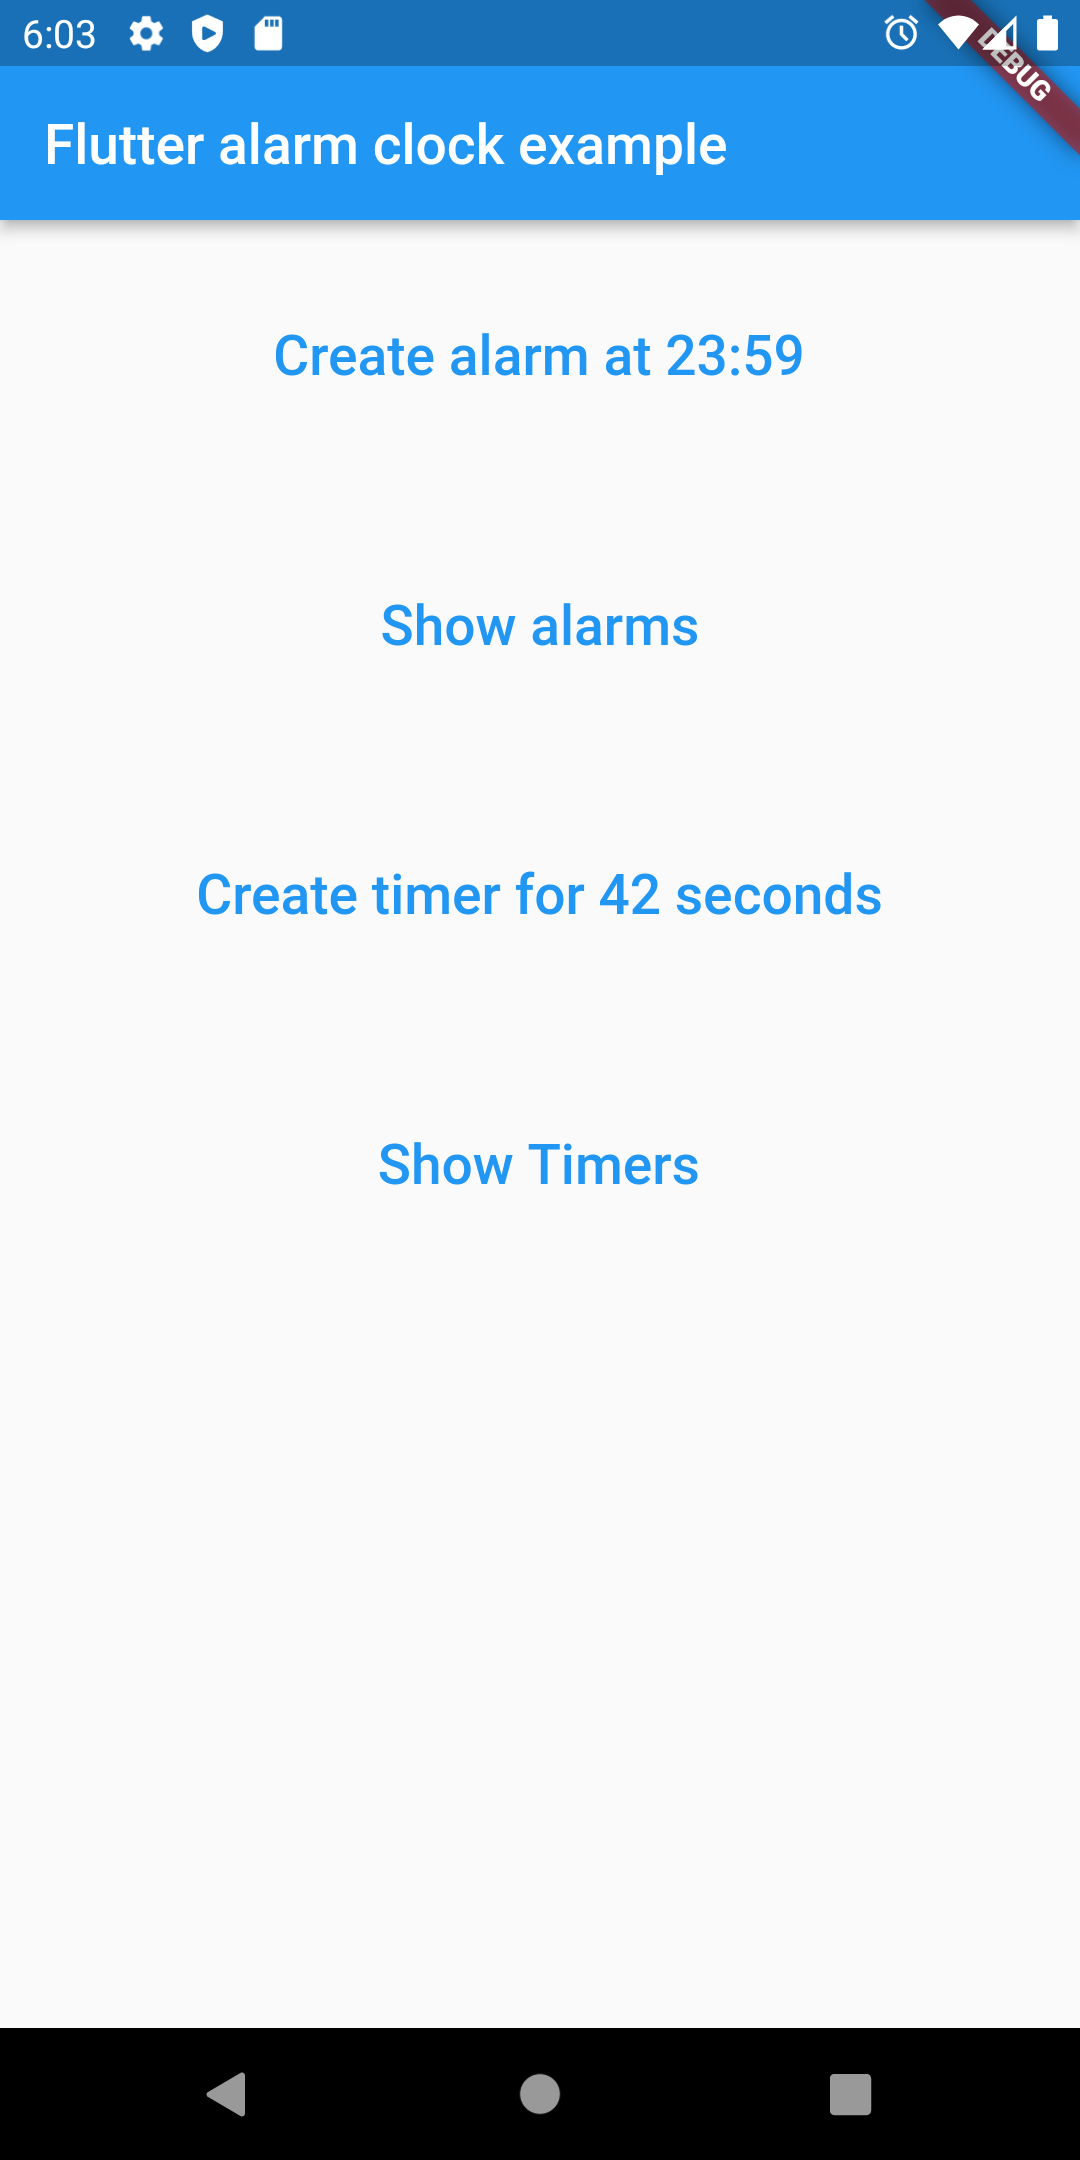 6:03
DEBUG
Flutter alarm clock example
Create alarm at 23:59
Show alarms
Create timer for 42 seconds
Show Timers